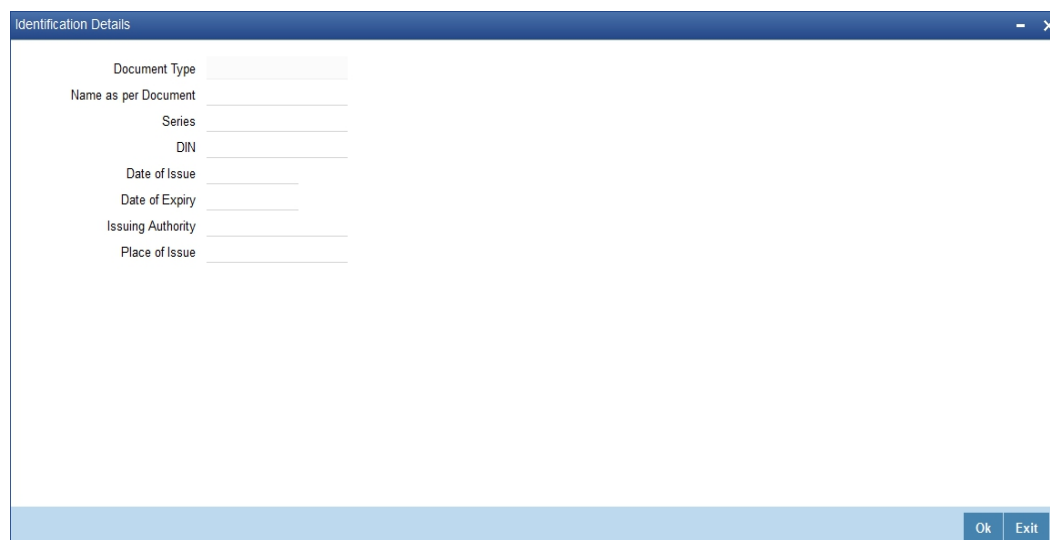 Identification Details
Document Type
Name as per Document
Series
DIN
Date of Issue
Date of Expiry
Issuing Authority
Place of Issue
Ok Exit